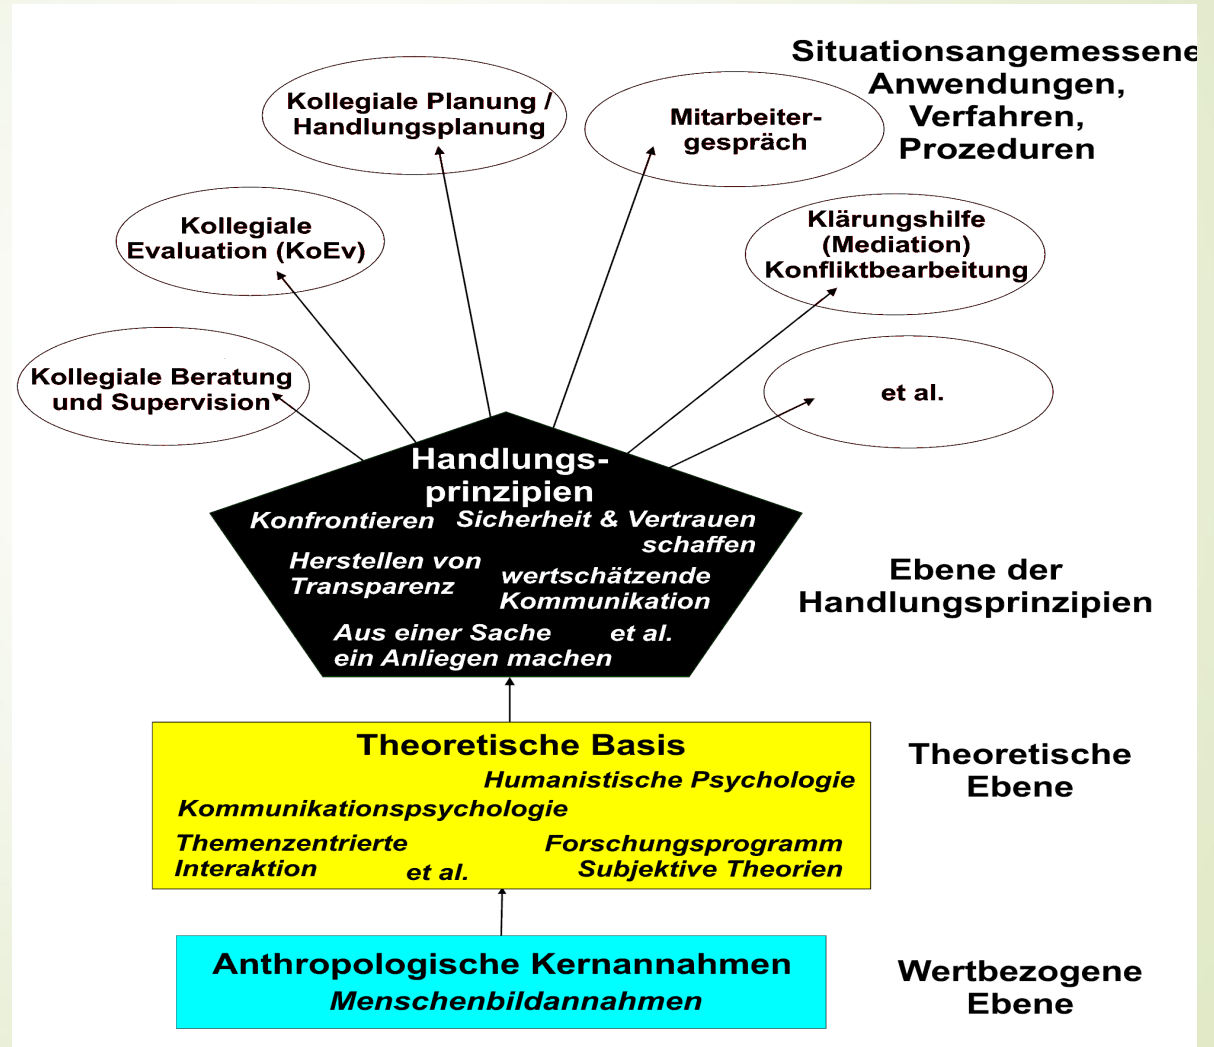 Situationsangemessene
Anwendungen,
Verfahren,
Prozeduren
Kollegiale Planung /
Handlungsplanung
Mitarbeiter-
gespräch
Kollegiale
Evaluation (KoEv)
Klärungshilfe
(Mediation)
Konfliktbearbeitung
Kollegiale Beratung
und Supervision
et al.
Handlungs-
prinzipien
Konfrontieren
Sicherheit & Vertrauen
schaffen
Herstellen von
Transparenz
wertschätzende
Kommunikation
Aus einer Sache
ein Anliegen machen
et al.
Ebene der
Handlungsprinzipien
Theoretische Basis
Humanistische Psychologie
Kommunikationspsychologie
Themenzentrierte
Interaktion
et al.
Forschungsprogramm
Subjektive Theorien
Theoretische
Ebene
Anthropologische Kernannahmen
Menschenbildannahmen
Wertbezogene
Ebene